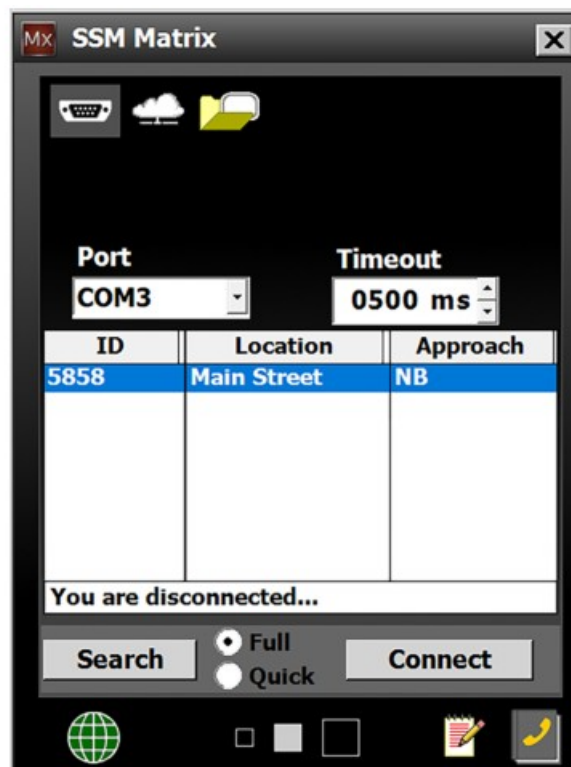 Mx SSM Matrix
Port Timeout
COM3 0500 ms
ID Location Approach
5858 Main Street NB
You are disconnected...
Full
Search Connect
Quick